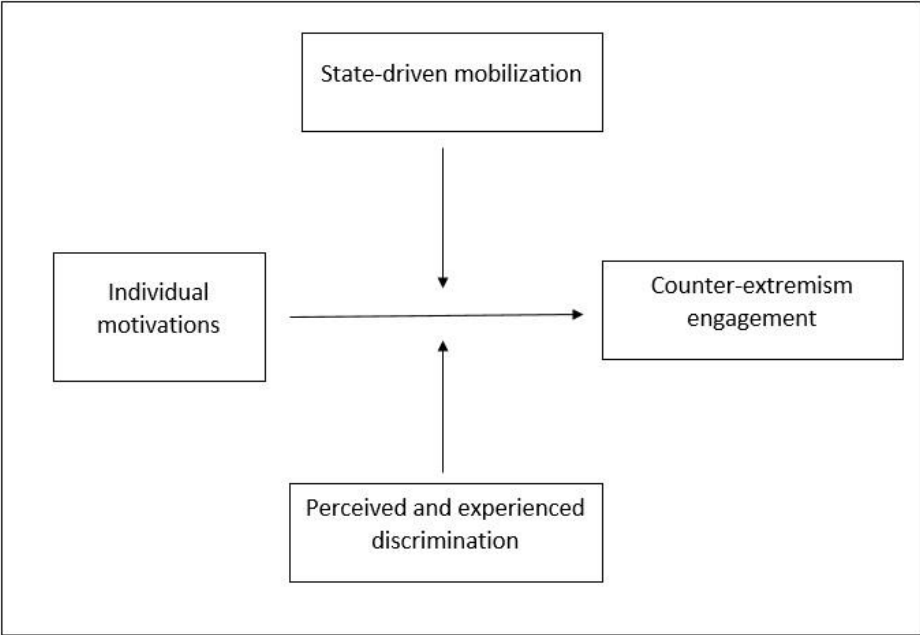 State-driven mobilization
Individual
motivations
Counter-extremism
engagement
Perceived and experienced
discrimination